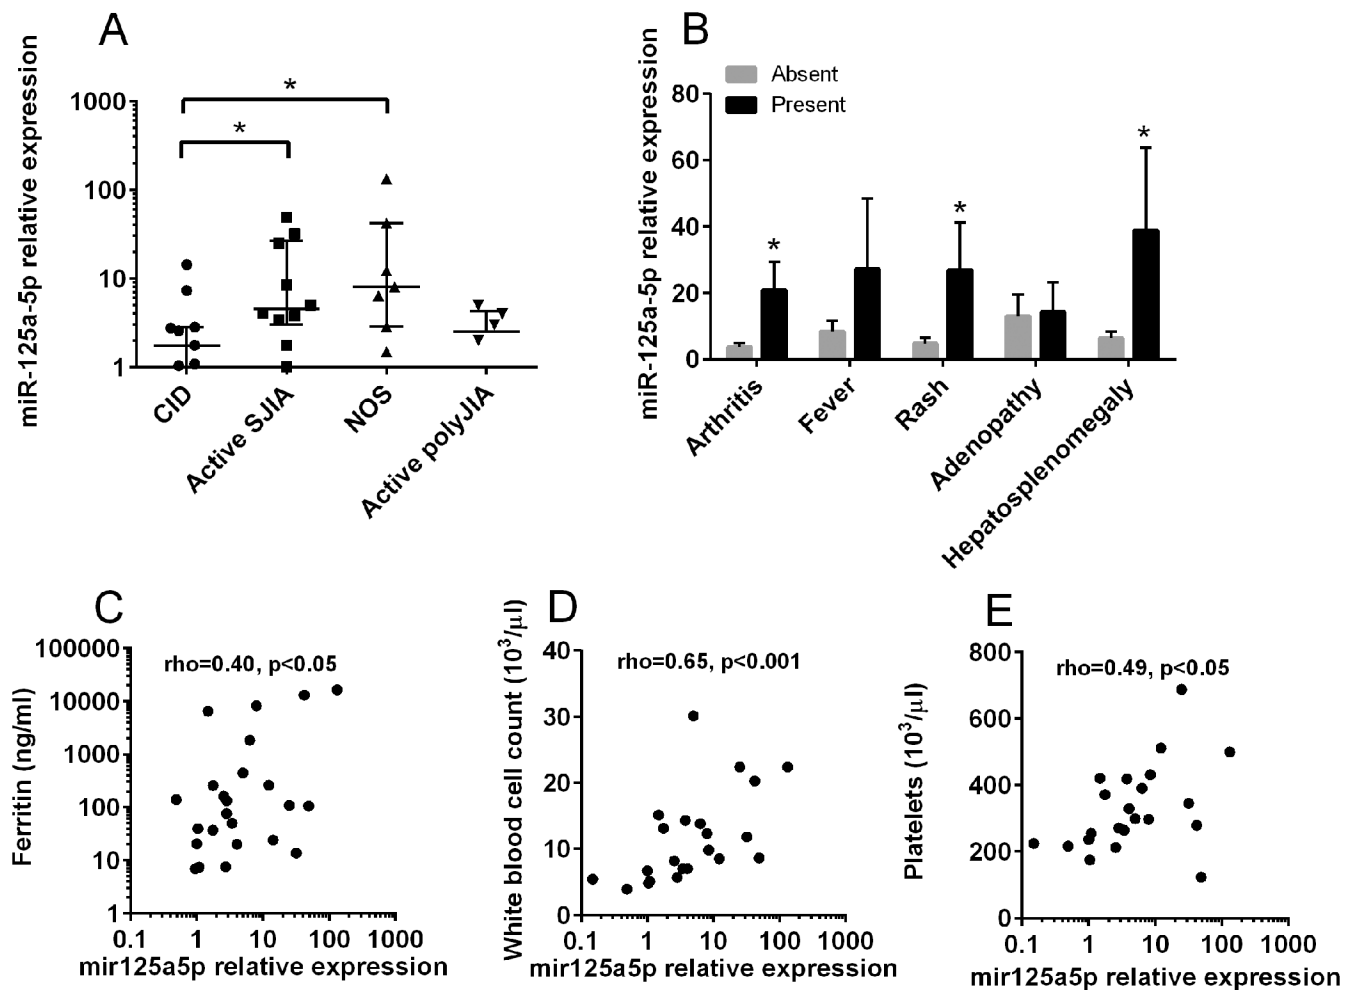 A
miR-125a-5p relative expression
1000
100
10
1
*
*
CID
Active SJIA
NOS
Active polyJIA
B
miR-125a-5p relative expression
Absent
Present
80
60
40
20
0
*
*
*
Arthritis
Fever
Rash
Adenopathy
Hepatosplenomegaly
C
Ferritin (ng/ml)
rho=0.40, p<0.05
100000
10000
1000
100
10
1
0.1 1 10 100 1000
mir125a5p relative expression
D
White blood cell count (10³/µl)
rho=0.65, p<0.001
40
30
20
10
0
0.1 1 10 100 1000
mir125a5p relative expression
E
Platelets (10³/µl)
rho=0.49, p<0.05
800
600
400
200
0
0.1 1 10 100 1000
mir125a5p relative expression